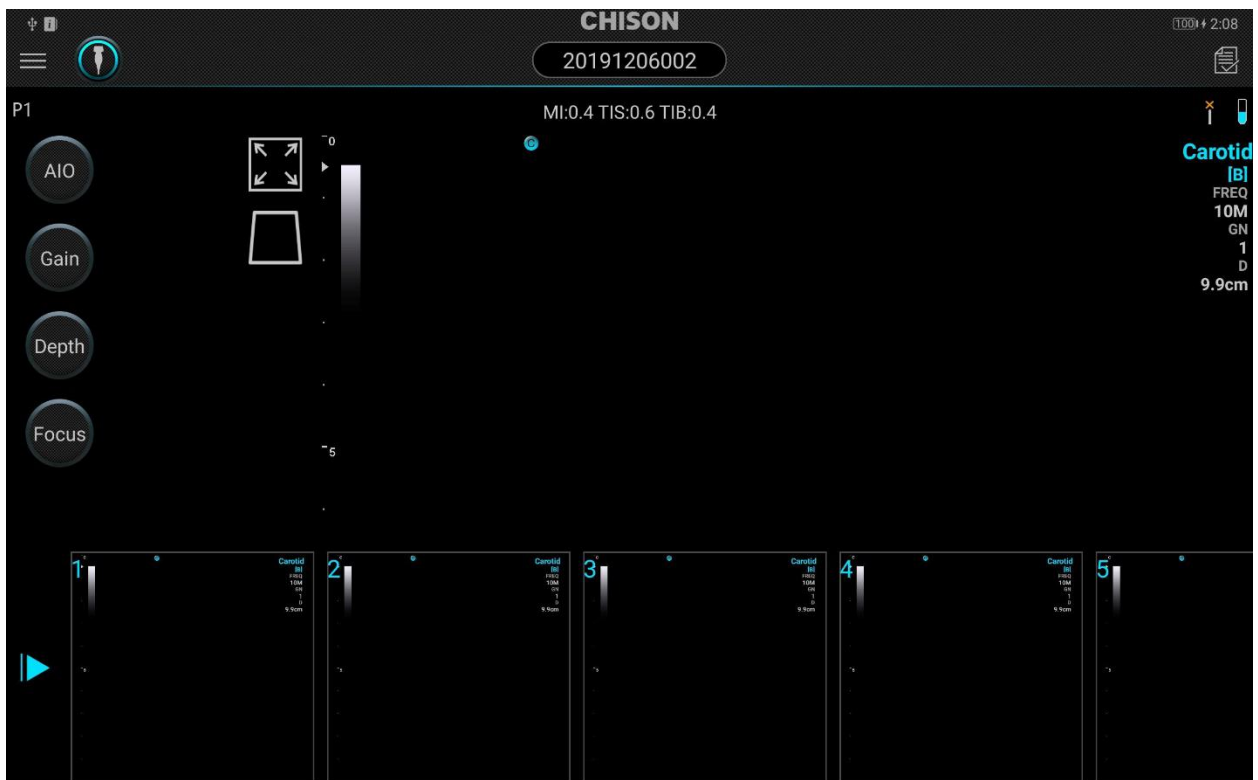 CHISON
100 2:08
20191206002
P1
MI:0.4 TIS:0.6 TIB:0.4
AIO
Gain
Depth
Focus
0
5
C
Carotid
[B]
FREQ
10M
GN
1
D
9.9cm
1
Carotid
[B]
FREQ
10M
GN
1
D
9.9cm
2
Carotid
[B]
FREQ
10M
GN
1
D
9.9cm
3
Carotid
[B]
FREQ
10M
GN
1
D
9.9cm
4
Carotid
[B]
FREQ
10M
GN
1
D
9.9cm
5